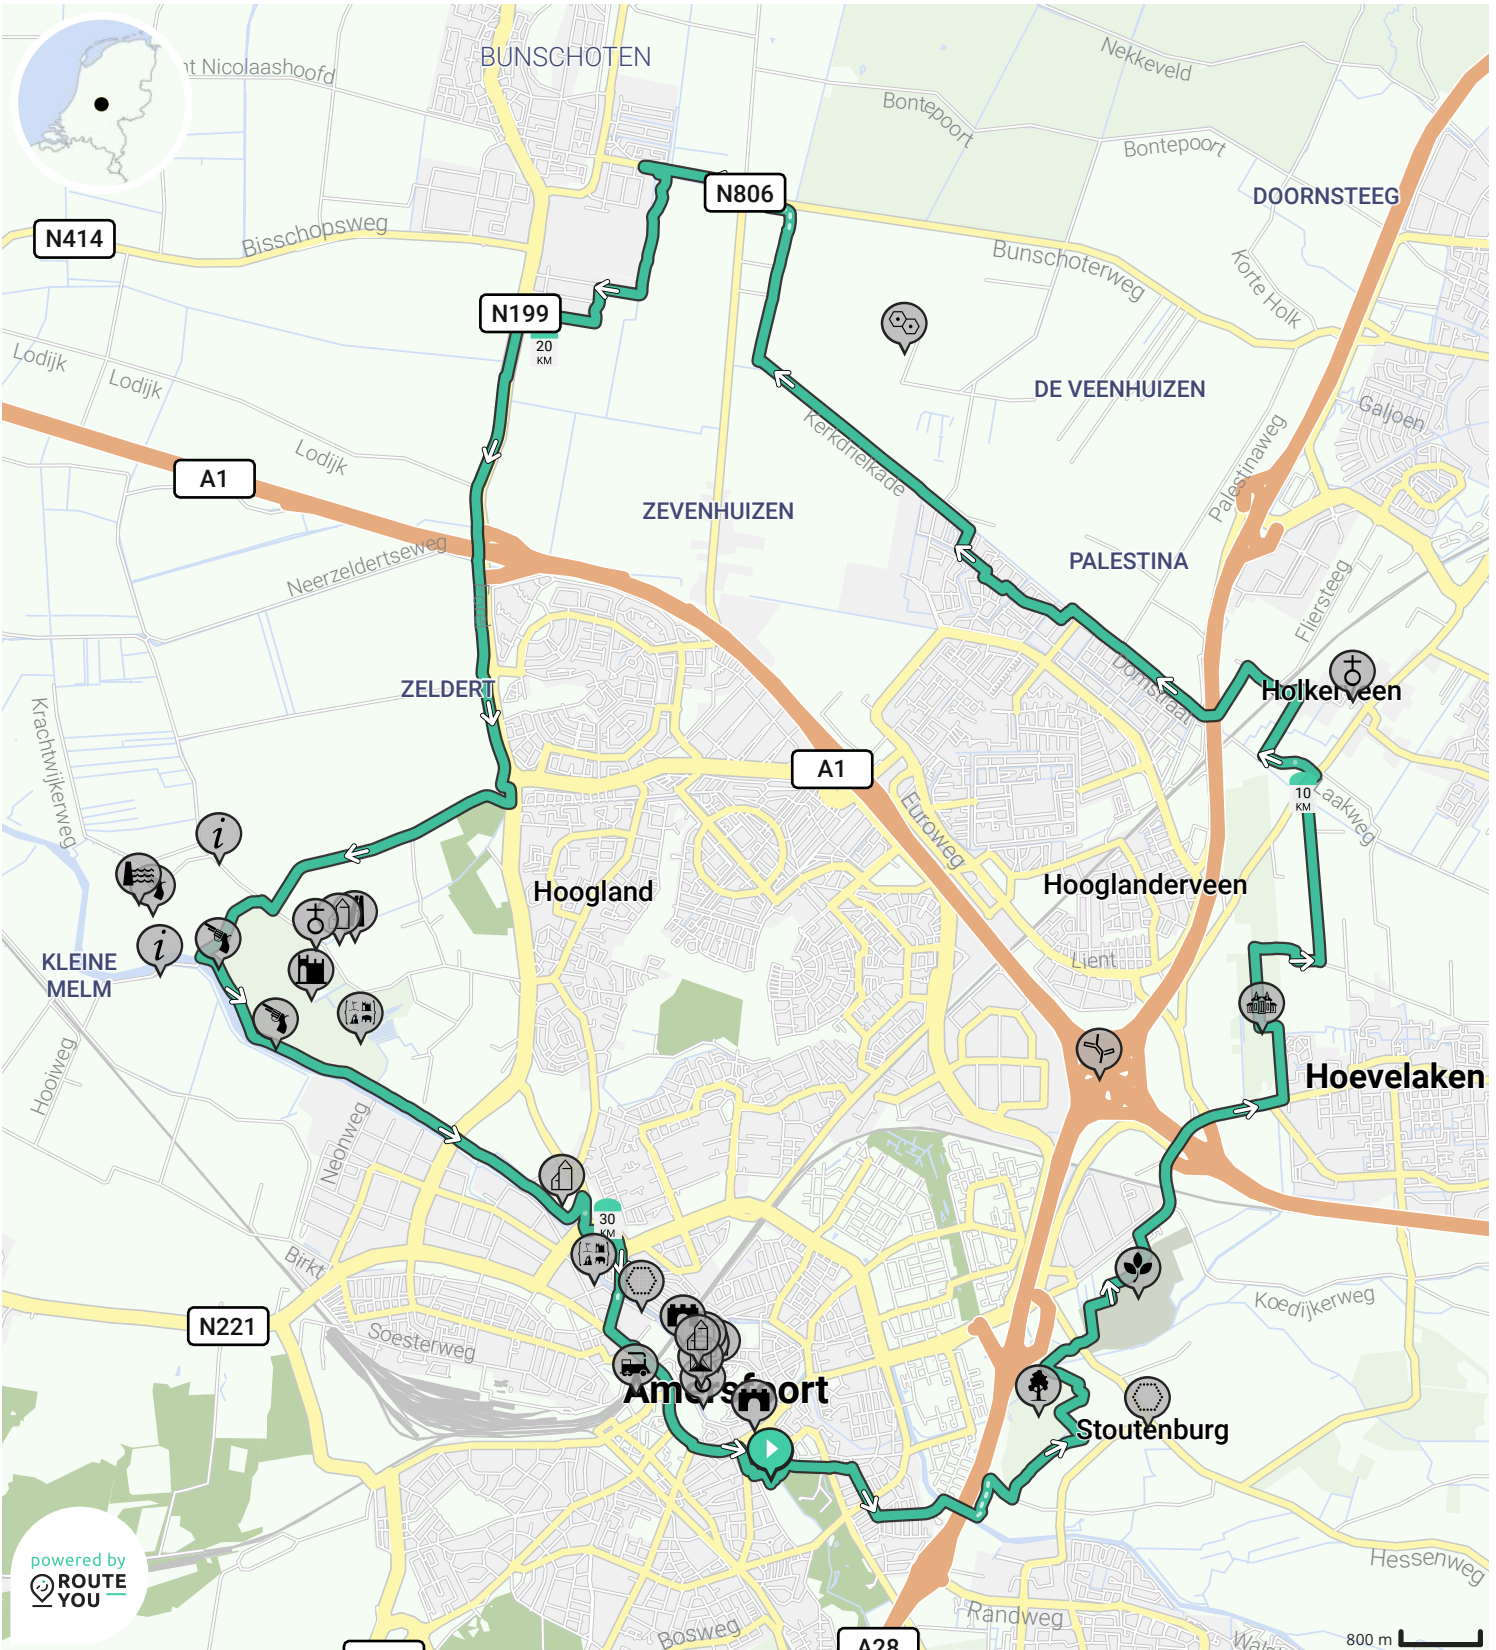 BUNSCHOTEN
nt Nicolaashoofd
Nekkeveld
Bontepoort
Bontepoort
N806
DOORNSTEEG
N414
Bisschopsweg
Bunschoterweg
Korte Holk
N199
20
KM
Lodijk
Lodijk
DE VEENHUIZEN
Galjoen
Kerkdrielkade
Lodijk
A1
Palestinaweg
ZEVENHUIZEN
Neerzeldertseweg
PALESTINA
Fliersteeg
ZELDERT
Domstraat
Holkerveen
Krachtwijkerweg
A1
10
KM
Laakweg
Euroweg
Hoogland
Hooglanderveen
KLEINE
MELM
Lient
Hooiweg
Hoevelaken
Neonweg
30
KM
Birkt
Koedijkerweg
N221
Soesterweg
Amersfoort
Stoutenburg
powered by
ROUTE
YOU
Hessenweg
Randweg
Bosweg
A28
800 m